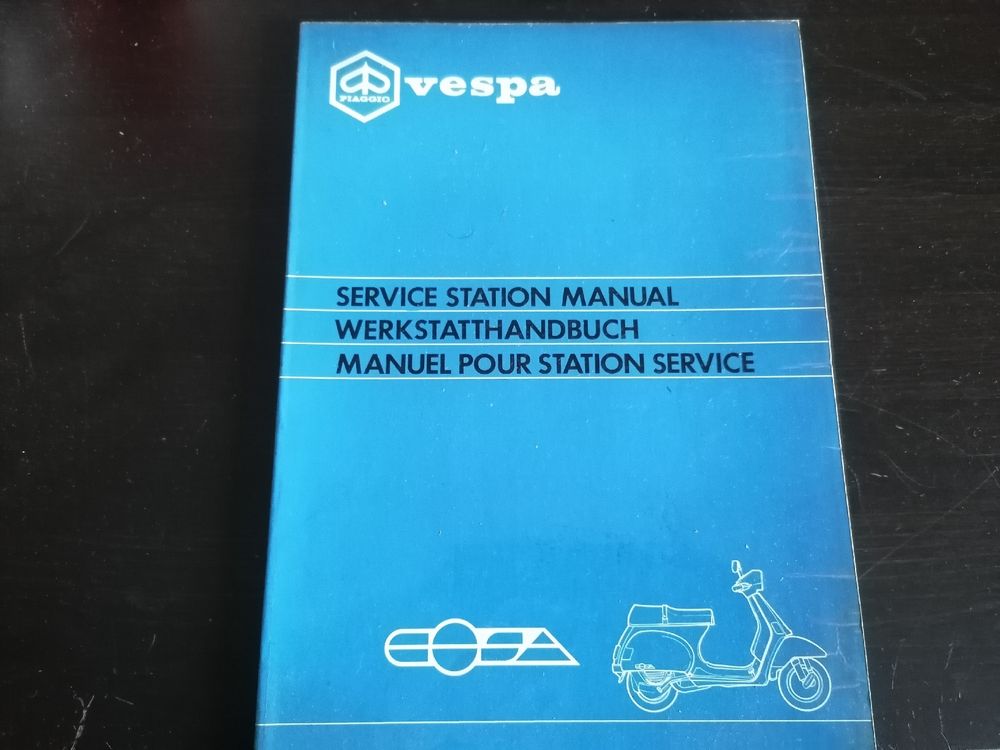 PIAGGIO
vespa
SERVICE STATION MANUAL
WERKSTATTHANDBUCH
MANUEL POUR STATION SERVICE
COSA